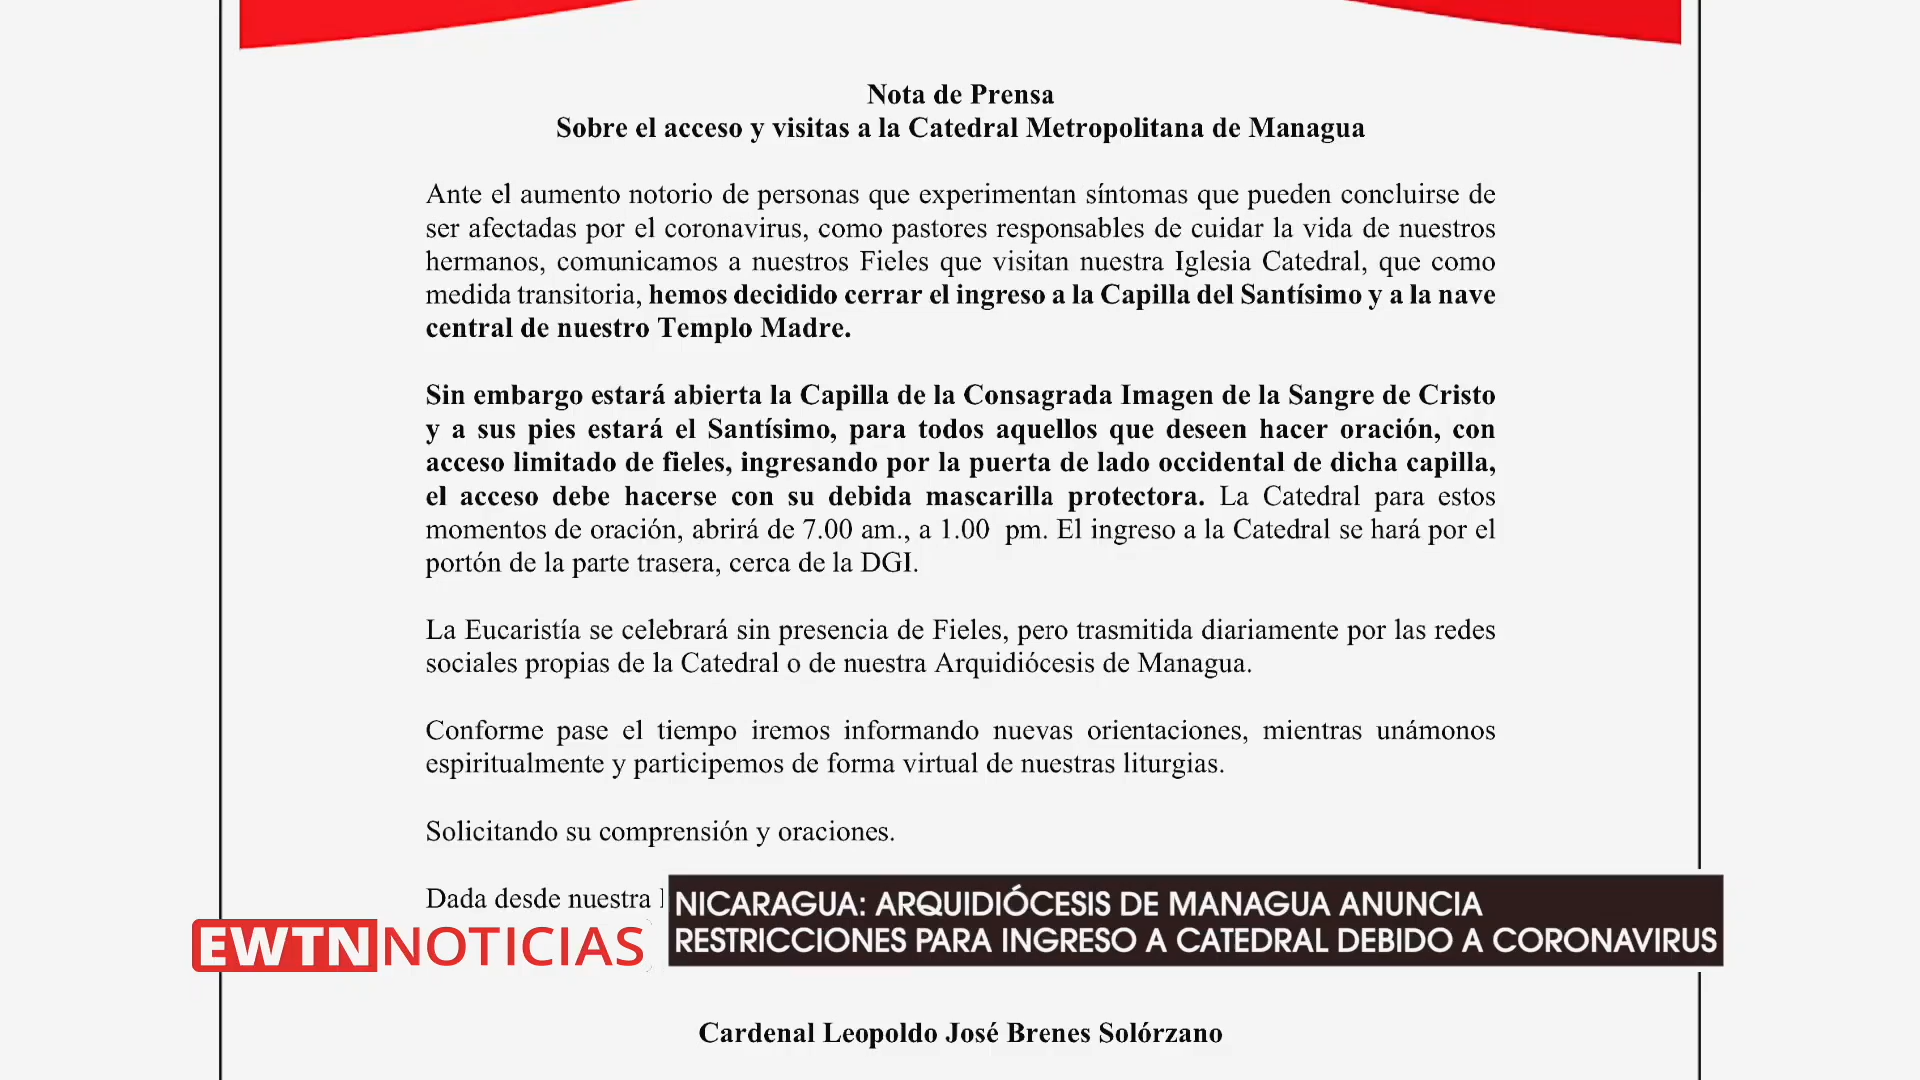 Nota de Prensa
Sobre el acceso y visitas a la Catedral Metropolitana de Managua
Ante el aumento notorio de personas que experimentan síntomas que pueden concluirse de
ser afectadas por el coronavirus, como pastores responsables de cuidar la vida de nuestros
hermanos, comunicamos a nuestros Fieles que visitan nuestra Iglesia Catedral, que como
medida transitoria, hemos decidido cerrar el ingreso a la Capilla del Santísimo y a la nave
central de nuestro Templo Madre.
Sin embargo estará abierta la Capilla de la Consagrada Imagen de la Sangre de Cristo
y a sus pies estará el Santísimo, para todos aquellos que deseen hacer oración, con
acceso limitado de fieles, ingresando por la puerta de lado occidental de dicha capilla,
el acceso debe hacerse con su debida mascarilla protectora. La Catedral para estos
momentos de oración, abrirá de 7.00 am., a 1.00 pm. El ingreso a la Catedral se hará por el
portón de la parte trasera, cerca de la DGI.
La Eucaristía se celebrará sin presencia de Fieles, pero trasmitida diariamente por las redes
sociales propias de la Catedral o de nuestra Arquidiócesis de Managua.
Conforme pase el tiempo iremos informando nuevas orientaciones, mientras unámonos
espiritualmente y participemos de forma virtual de nuestras liturgias.
Solicitando su comprensión y oraciones.
Dada desde nuestra
NICARAGUA: ARQUIDIÓCESIS DE MANAGUA ANUNCIA
RESTRICCIONES PARA INGRESO A CATEDRAL DEBIDO A CORONAVIRUS
EWTN NOTICIAS
Cardenal Leopoldo José Brenes Solórzano